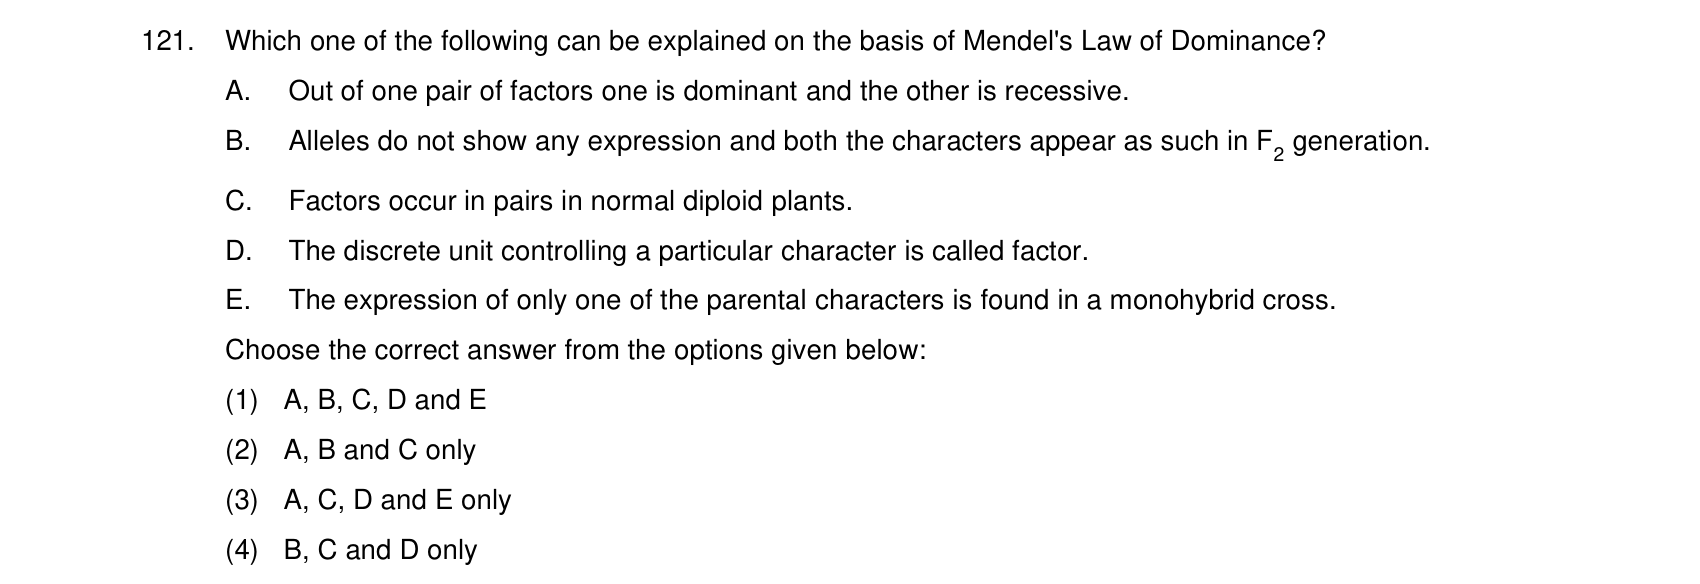 121. Which one of the following can be explained on the basis of Mendel's Law of Dominance?
A. Out of one pair of factors one is dominant and the other is recessive.
B. Alleles do not show any expression and both the characters appear as such in F2 generation.
C. Factors occur in pairs in normal diploid plants.
D. The discrete unit controlling a particular character is called factor.
E. The expression of only one of the parental characters is found in a monohybrid cross.
Choose the correct answer from the options given below:
(1) A, B, C, D and E
(2) A, B and C only
(3) A, C, D and E only
(4) B, C and D only